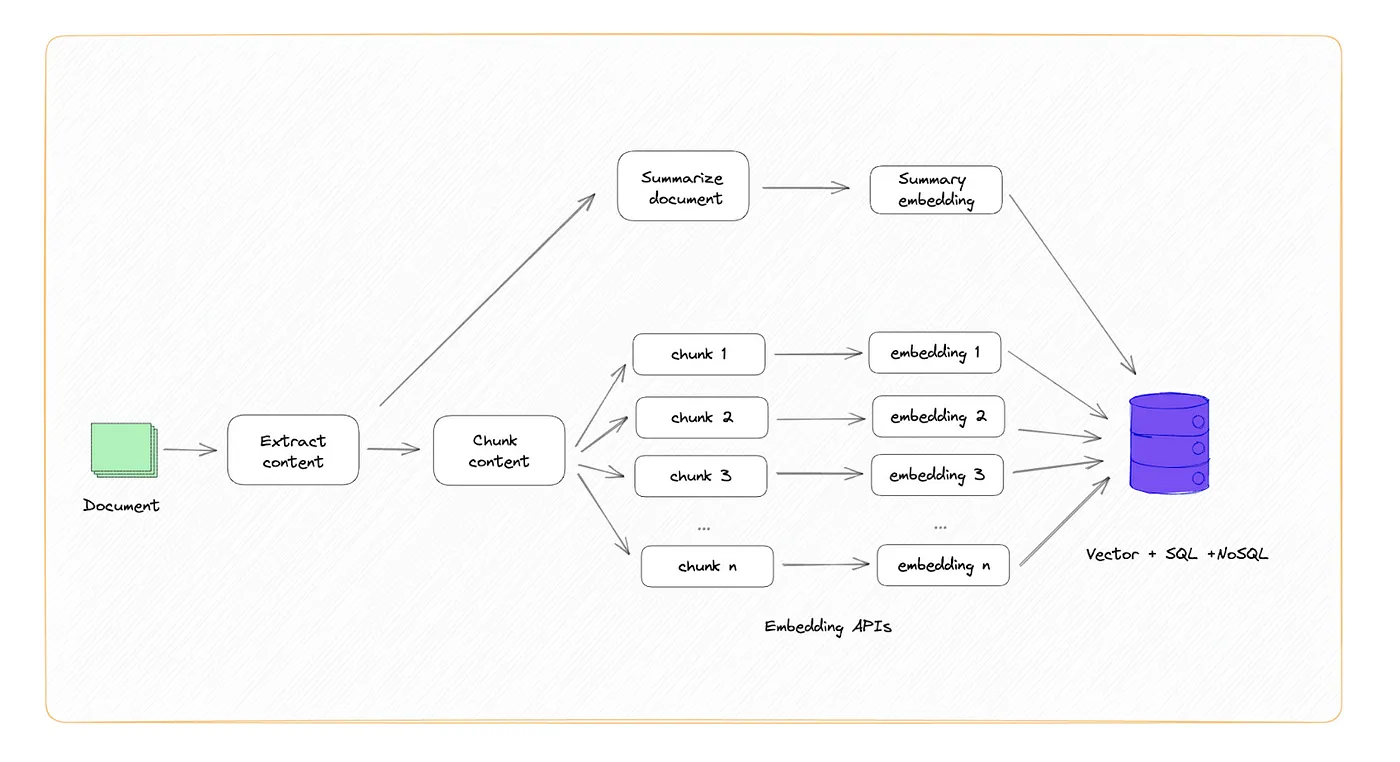 Summarize
document
Summary
embedding
chunk 1
embedding 1
chunk 2
embedding 2
Extract
content
Chunk
content
chunk 3
embedding 3
Document
...
...
chunk n
embedding n
Vector + SQL +NoSQL
Embedding APIs